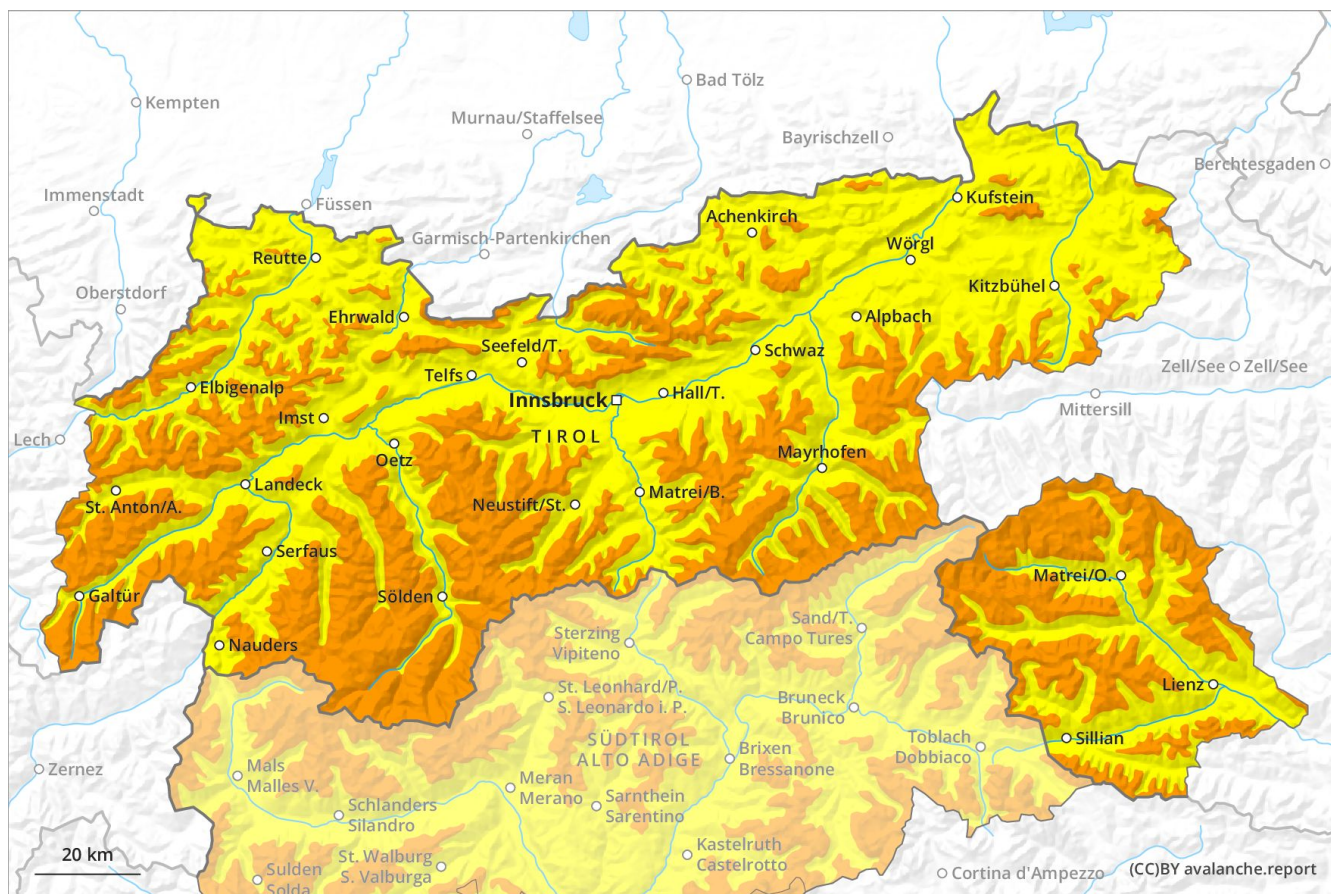 Kempten
Bad Tölz
Murnau/Staffelsee
Bayrischzell
Berchtesgaden
Immenstadt
Füssen
Kufstein
Achenkirch
Garmisch-Partenkirchen
Wörgl
Reutte
Kitzbühel
Oberstdorf
Ehrwald
Alpbach
Seefeld/T.
Schwaz
Telfs
Zell/See
Zell/See
Elbigenalp
Hall/T.
Mittersill
Innsbruck
Imst
Lech
TIROL
Oetz
Mayrhofen
Landeck
Matrei/B.
St. Anton/A.
Neustift/St.
Serfaus
Matrei/O.
Galtür
Sölden
Sand/T.
Campo Tures
Sterzing
Vipiteno
Nauders
Lienz
St. Leonhard/P.
S. Leonardo i. P.
Bruneck
Brunico
Sillian
SÜDTIROL
ALTO ADIGE
Toblach
Dobbiaco
Brixen
Bressanone
Zernez
Mals
Malles V.
Meran
Merano
Sarnthein
Sarentino
Schlanders
Silandro
Kastelruth
Castelrotto
20 km
St. Walburg
S. Valburga
Cortina d'Ampezzo
(CC)BY avalanche.report
Sulden
Solda